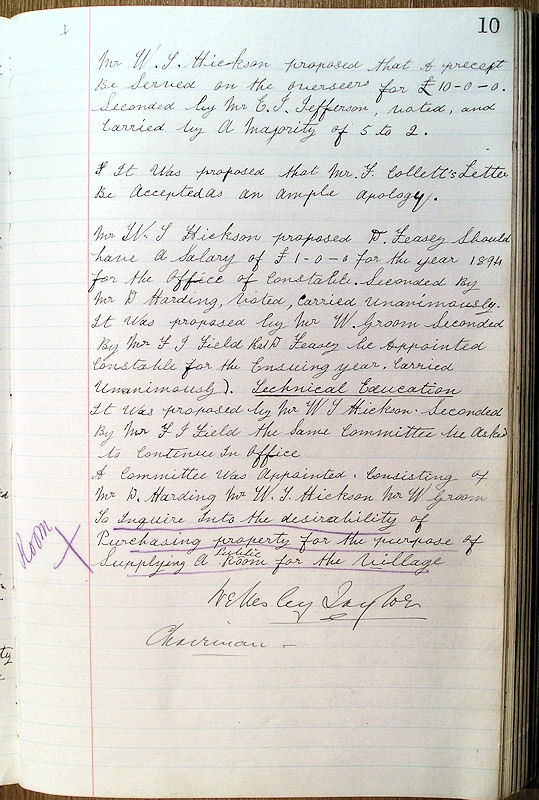 10
Mr W. T. Hickson proposed that A precept
Be Served on the overseers for £10-0-0.
Seconded by Mr E. T. Jefferson, voted, and
Carried by A Majority of 5 to 2.
It Was proposed that Mr. F. Collett's Letter
Be Accepted as an ample apology.
Mr W. T Hickson proposed D. Feasey Should
have A Salary of £1-0-0 for the year 1894
for the Office of Constable. Seconded By
Mr D Harding, Voted, Carried Unanimously.
It Was proposed by Mr W. Groom Seconded
By Mr F J Field that D Feasey be Appointed
Constable for the Ensuing year. Carried
Unanimously). Technical Education
It Was proposed by Mr W T Hickson. Seconded
By Mr F J Field the Same Committee be Asked
to Continue In Office
A Committee Was Appointed. Consisting of
Mr D. Harding Mr W. T. Hickson Mr W Groom
To Inquire Into the desirability of
Purchasing property for the purpose of
Supplying A Public Room for the Village
Room X
Wellesley Taylor
Chairman -